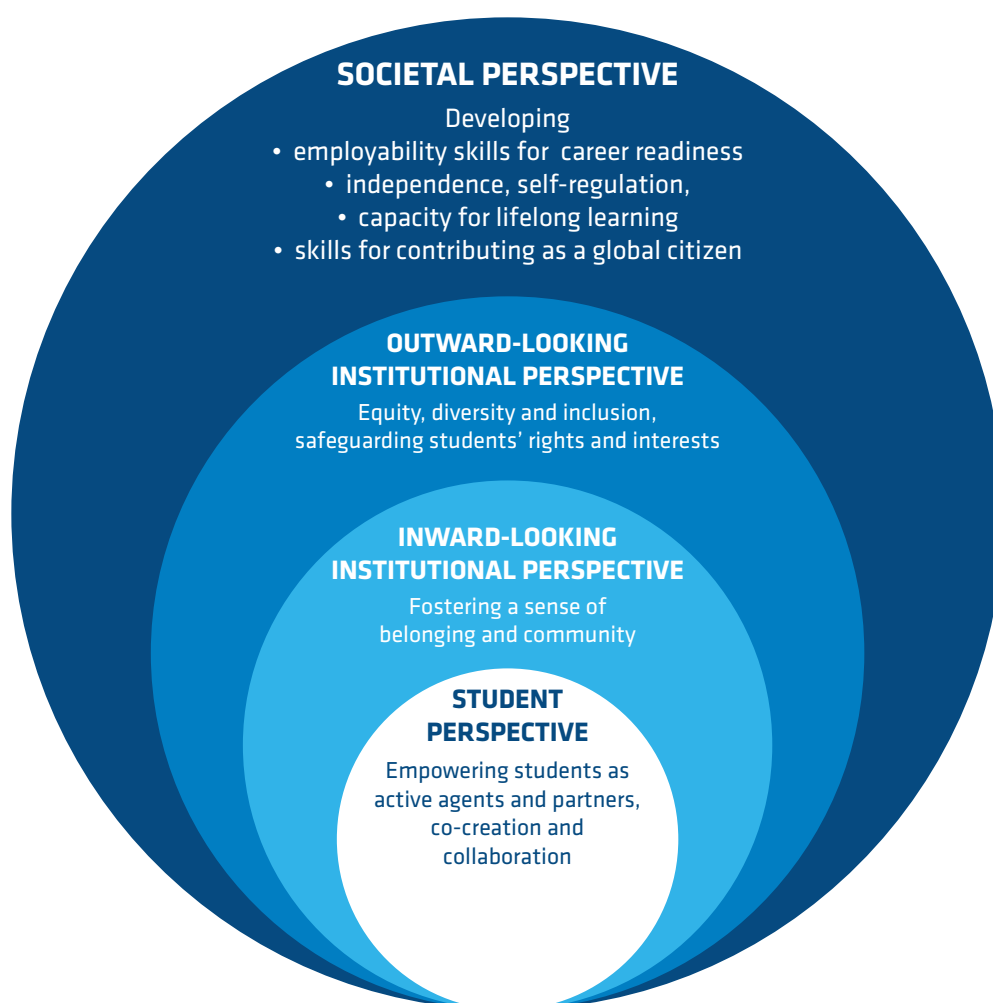 SOCIETAL PERSPECTIVE
Developing
• employability skills for career readiness
• independence, self-regulation,
• capacity for lifelong learning
• skills for contributing as a global citizen
OUTWARD-LOOKING
INSTITUTIONAL PERSPECTIVE
Equity, diversity and inclusion,
safeguarding students’ rights and interests
INWARD-LOOKING
INSTITUTIONAL PERSPECTIVE
Fostering a sense of
belonging and community
STUDENT
PERSPECTIVE
Empowering students as
active agents and partners,
co-creation and
collaboration